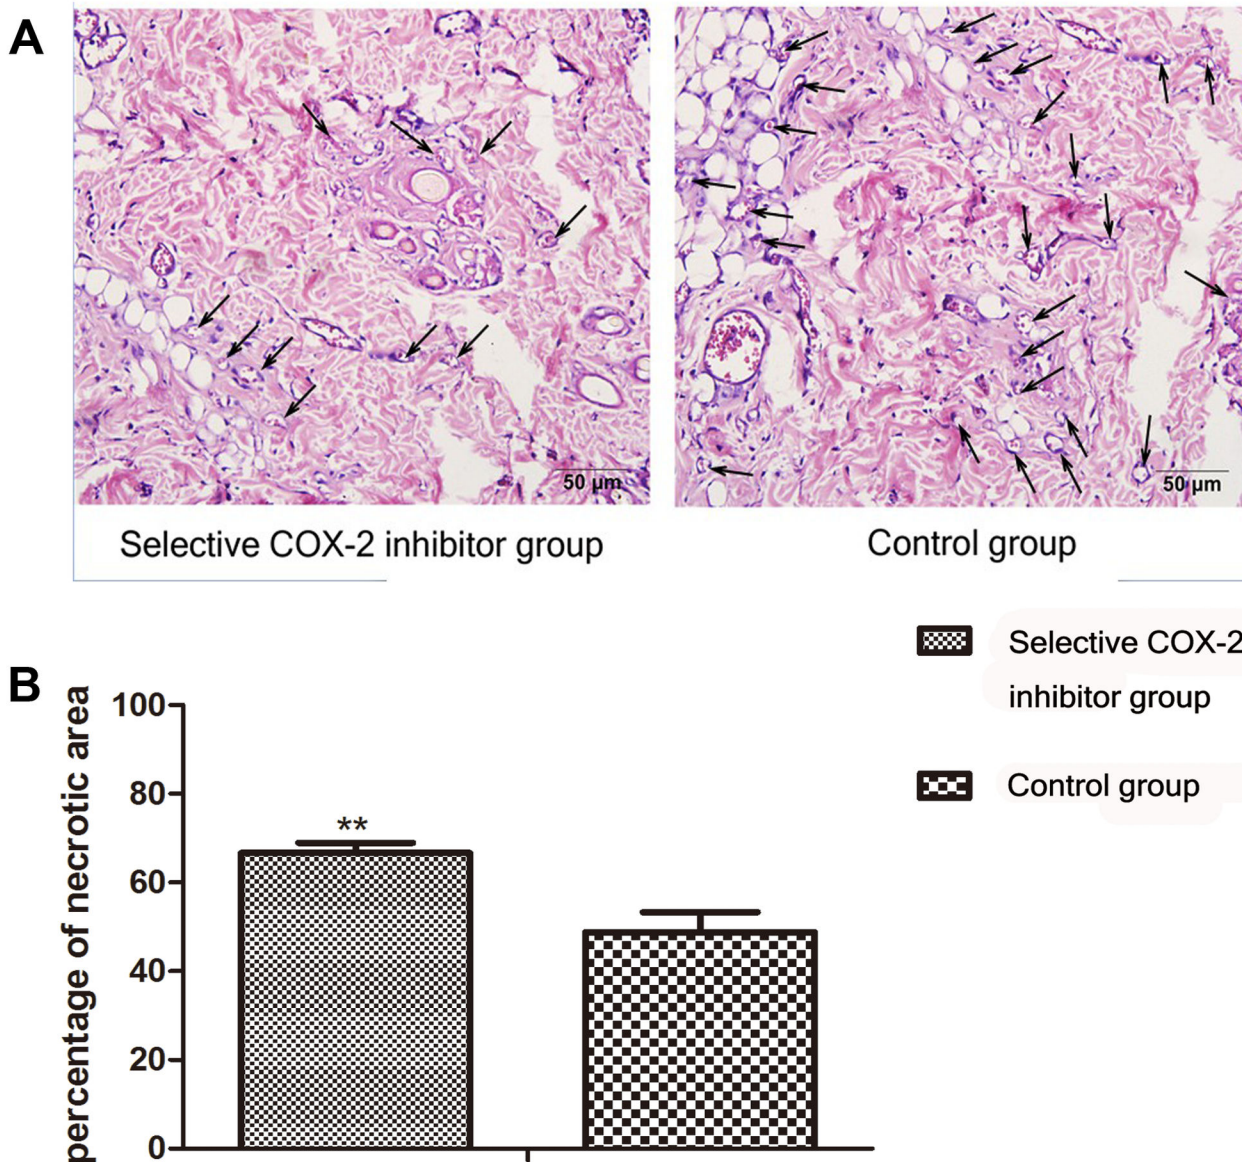 A
50 μm
50 μm
Selective COX-2 inhibitor group
Control group
Selective COX-2
inhibitor group
Control group
B
percentage of necrotic area
100
80
60
40
20
0
**